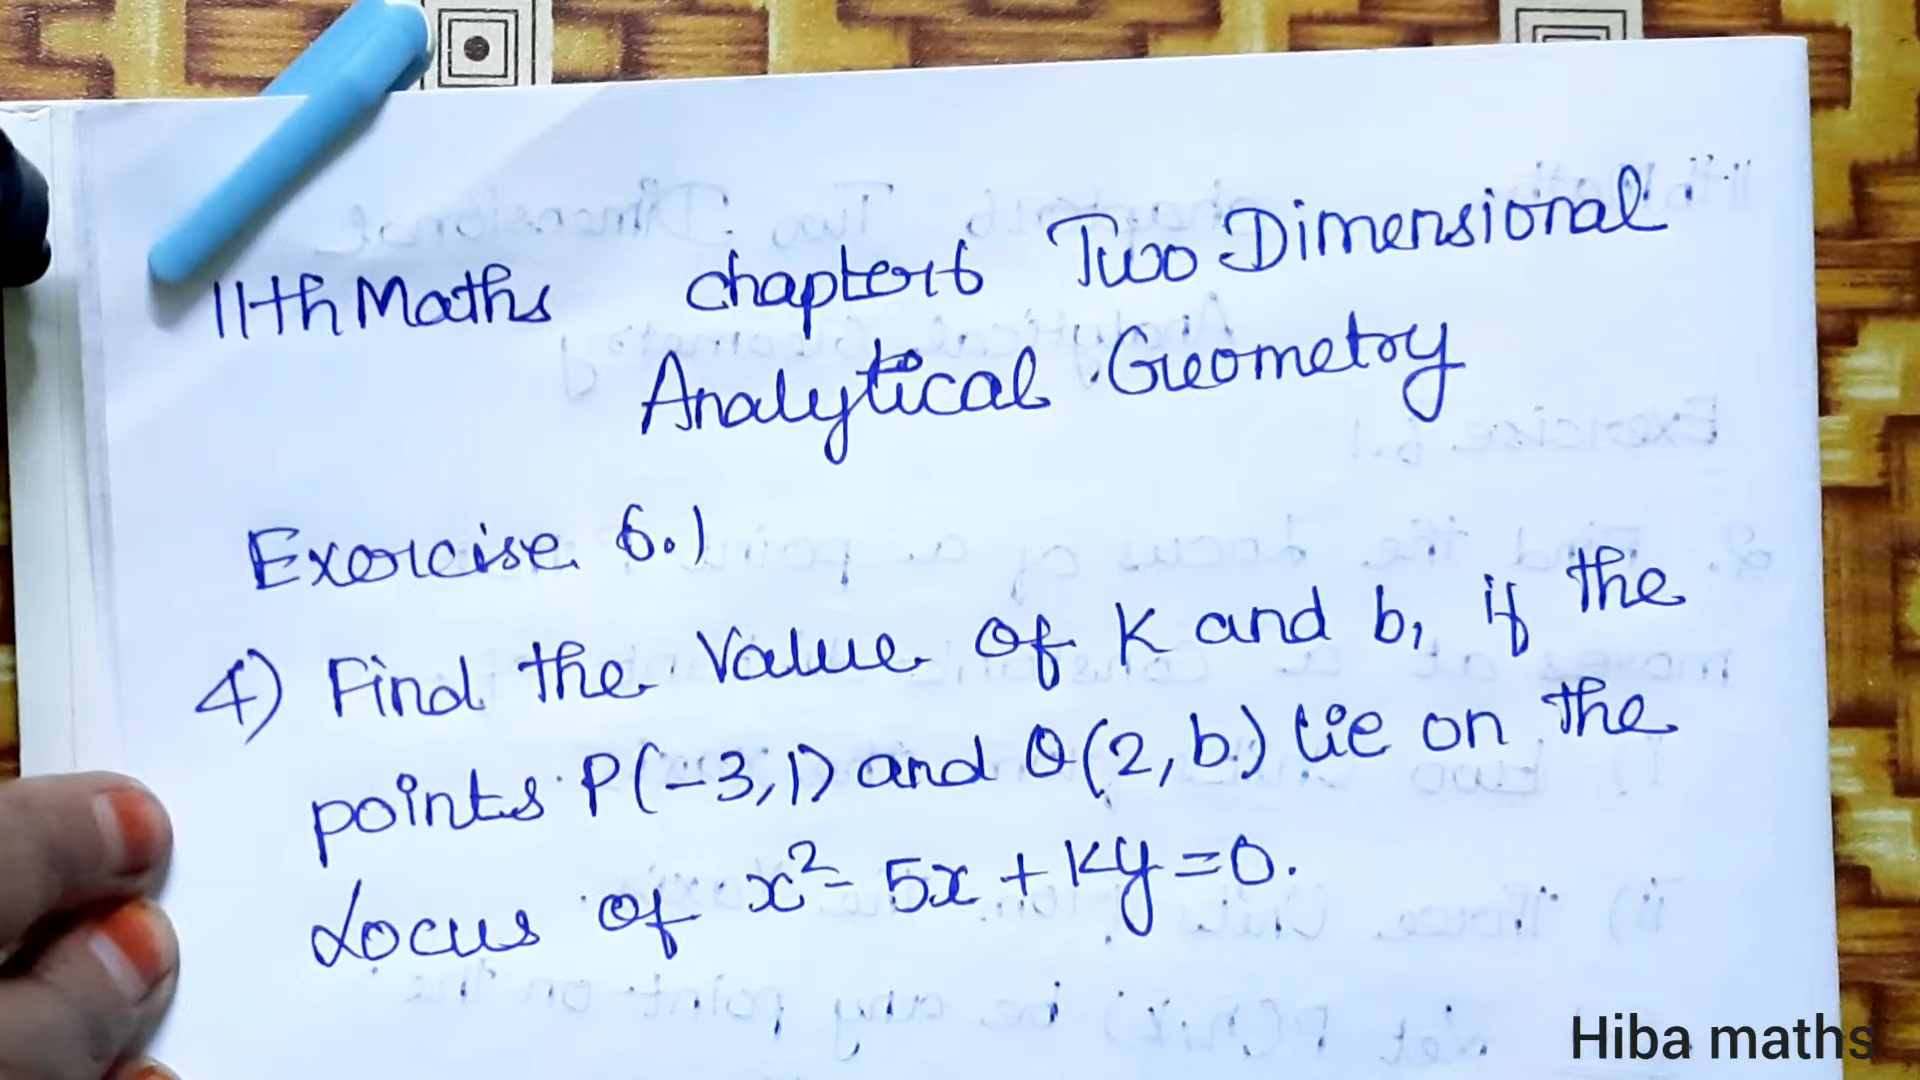 11th Maths chapter 6 Two Dimensional
Analytical Geometry
Exercise 6.1
4) Find the Value of K and b, if the
points P(-3,1) and Q(2,b) lie on the
Locus of x²- 5x + Ky = 0.
Hiba maths